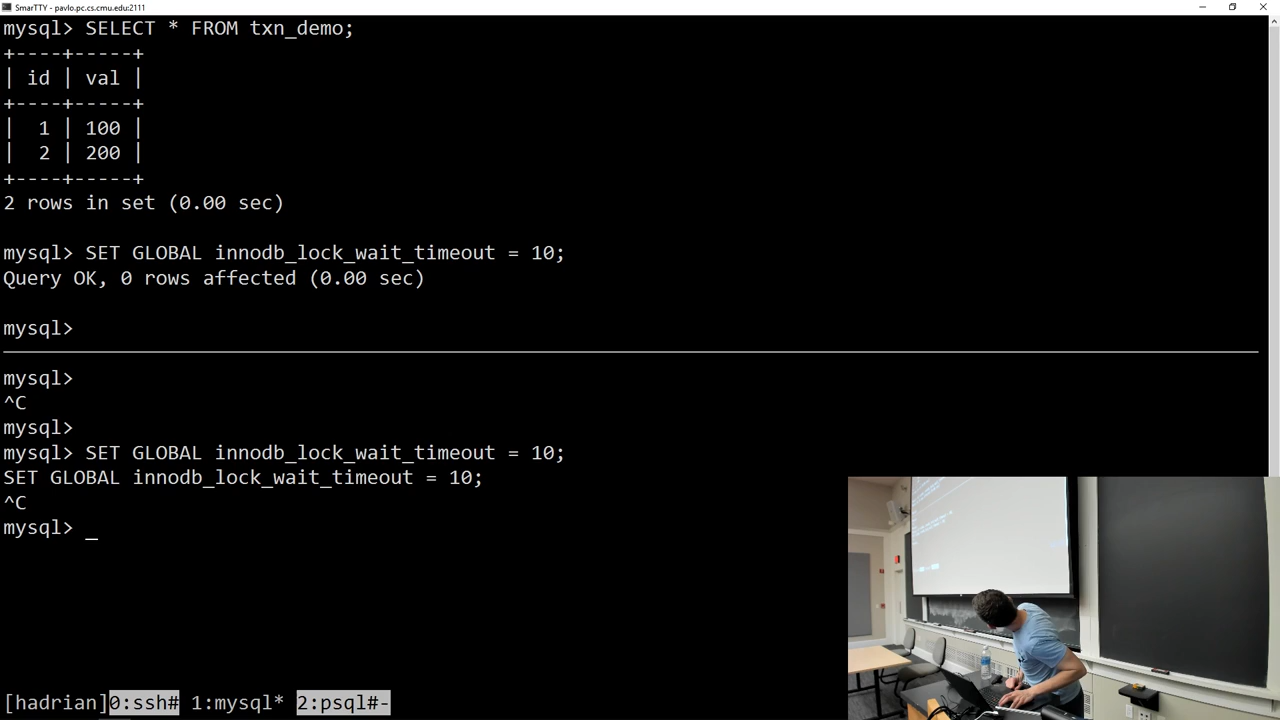 SmarTTY - pavlo.pc.cs.cmu.edu:2111
mysql> SELECT * FROM txn_demo;
+----+-----+
| id | val |
+----+-----+
|  1 | 100 |
|  2 | 200 |
+----+-----+
2 rows in set (0.00 sec)
mysql> SET GLOBAL innodb_lock_wait_timeout = 10;
Query OK, 0 rows affected (0.00 sec)
mysql>
mysql>
^C
mysql>
mysql> SET GLOBAL innodb_lock_wait_timeout = 10;
SET GLOBAL innodb_lock_wait_timeout = 10;
^C
mysql> _
[hadrian]0:ssh# 1:mysql* 2:psql#-